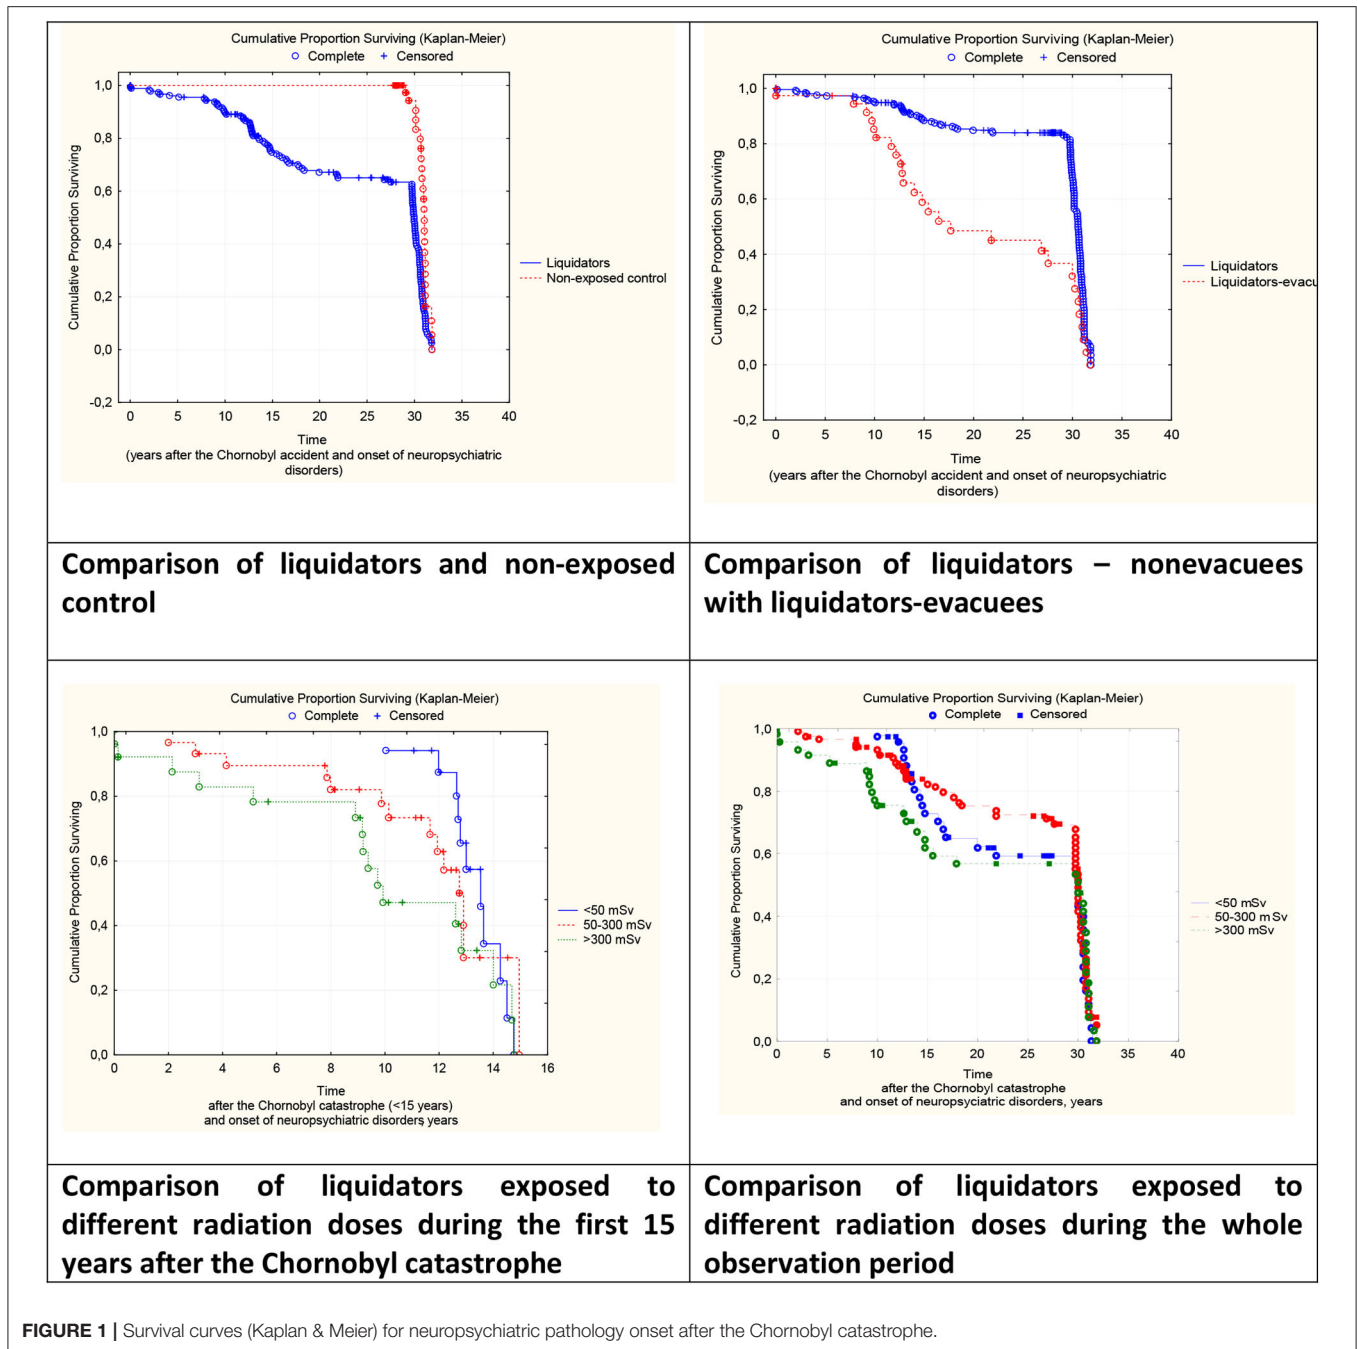 Cumulative Proportion Surviving (Kaplan-Meier)
Complete Censored
Cumulative Proportion Surviving
1,0
0,8
0,6
0,4
0,2
0,0
-0,2
0 5 10 15 20 25 30 35 40
Time
(years after the Chornobyl accident and onset of neuropsychiatric
disorders)
Liquidators
Non-exposed control
Cumulative Proportion Surviving (Kaplan-Meier)
Complete Censored
Cumulative Proportion Surviving
1,0
0,8
0,6
0,4
0,2
0,0
-0,2
0 5 10 15 20 25 30 35 40
Time
(years after the Chornobyl accident and onset of neuropsychiatric
disorders)
Liquidators
Liquidators-evacu
Comparison of liquidators and non-exposed
control
Comparison of liquidators – nonevacuees
with liquidators-evacuees
Cumulative Proportion Surviving (Kaplan-Meier)
Complete Censored
Cumulative Proportion Surviving
1,0
0,8
0,6
0,4
0,2
0,0
0 2 4 6 8 10 12 14 16
Time
after the Chornobyl catastrophe (<15 years)
and onset of neuropsychiatric disorders, years
<50 mSv
50-300 mSv
>300 mSv
Cumulative Proportion Surviving (Kaplan-Meier)
Complete Censored
Cumulative Proportion Surviving
1,0
0,8
0,6
0,4
0,2
0,0
0 5 10 15 20 25 30 35 40
Time
after the Chornobyl catastrophe
and onset of neuropsyciatric disorders, years
<50 mSv
50-300 mSv
>300 mSv
Comparison of liquidators exposed to
different radiation doses during the first 15
years after the Chornobyl catastrophe
Comparison of liquidators exposed to
different radiation doses during the whole
observation period
FIGURE 1 | Survival curves (Kaplan & Meier) for neuropsychiatric pathology onset after the Chornobyl catastrophe.